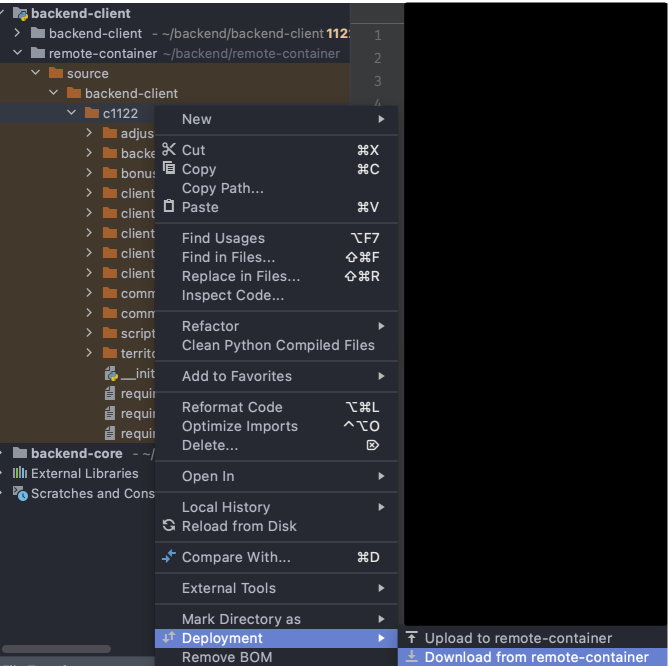 backend-client
backend-client - ~/backend/backend-client 1122
remote-container ~/backend/remote-container
source
backend-client
c1122
adjus
backe
bonus
client
client
client
client
client
comm
comm
script
territo
__init
requir
requir
requir
backend-core - ~/
External Libraries
Scratches and Cons
1
2
3
4
New
Cut ⌘X
Copy ⌘C
Copy Path...
Paste ⌘V
Find Usages ⌥F7
Find in Files... ⇧⌘F
Replace in Files... ⇧⌘R
Inspect Code...
Refactor
Clean Python Compiled Files
Add to Favorites
Reformat Code ⌥⌘L
Optimize Imports ^⌥O
Delete... ⌦
Open In
Local History
Reload from Disk
Compare With... ⌘D
External Tools
Mark Directory as
Deployment
Remove BOM
Upload to remote-container
Download from remote-container